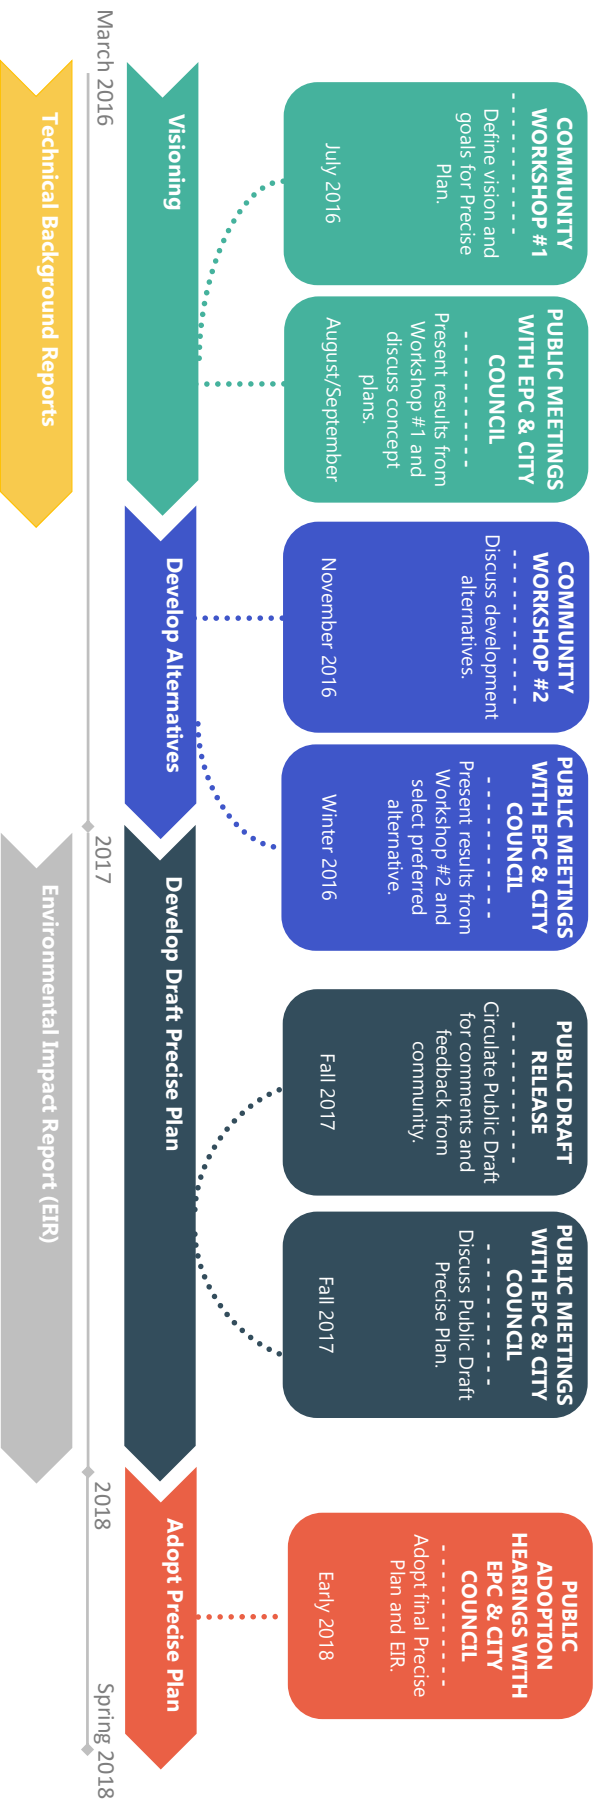 COMMUNITY
WORKSHOP #1
Define vision and
goals for Precise
Plan.
July 2016
PUBLIC MEETINGS
WITH EPC & CITY
COUNCIL
Present results from
Workshop #1 and
discuss concept
plans.
August/September
COMMUNITY
WORKSHOP #2
Discuss development
alternatives.
November 2016
PUBLIC MEETINGS
WITH EPC & CITY
COUNCIL
Present results from
Workshop #2 and
select preferred
alternative.
Winter 2016
PUBLIC DRAFT
RELEASE
Circulate Public Draft
for comments and
feedback from
community.
Fall 2017
PUBLIC MEETINGS
WITH EPC & CITY
COUNCIL
Discuss Public Draft
Precise Plan.
Fall 2017
PUBLIC
ADOPTION
HEARINGS WITH
EPC & CITY
COUNCIL
Adopt final Precise
Plan and EIR.
Early 2018
Visioning
Develop Alternatives
Develop Draft Precise Plan
Adopt Precise Plan
March 2016
2017
2018
Spring 2018
Technical Background Reports
Environmental Impact Report (EIR)